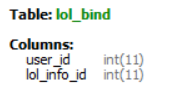 Table: lol_bind
Columns:
user_id int(11)
lol_info_id int(11)